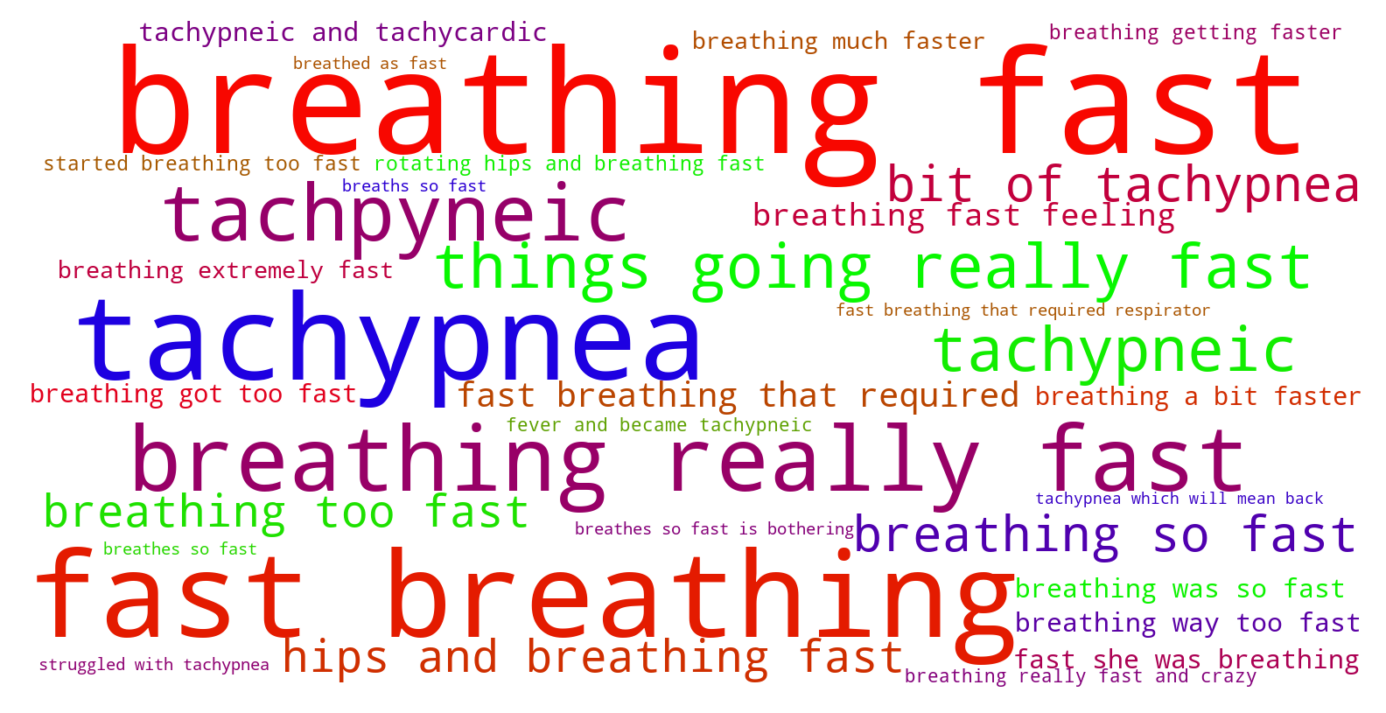 tachypneic and tachycardic
breathing much faster
breathing getting faster
breathed as fast
breathing fast
started breathing too fast
rotating hips and breathing fast
bit of tachypnea
breaths so fast
tachpyneic
breathing fast feeling
things going really fast
breathing extremely fast
fast breathing that required respirator
tachypnea
tachypneic
breathing got too fast
fast breathing that required
breathing a bit faster
fever and became tachypneic
breathing really fast
tachypnea which will mean back
breathing too fast
breathes so fast is bothering
breathing so fast
breathes so fast
fast breathing
breathing was so fast
breathing way too fast
hips and breathing fast
fast she was breathing
struggled with tachypnea
breathing really fast and crazy